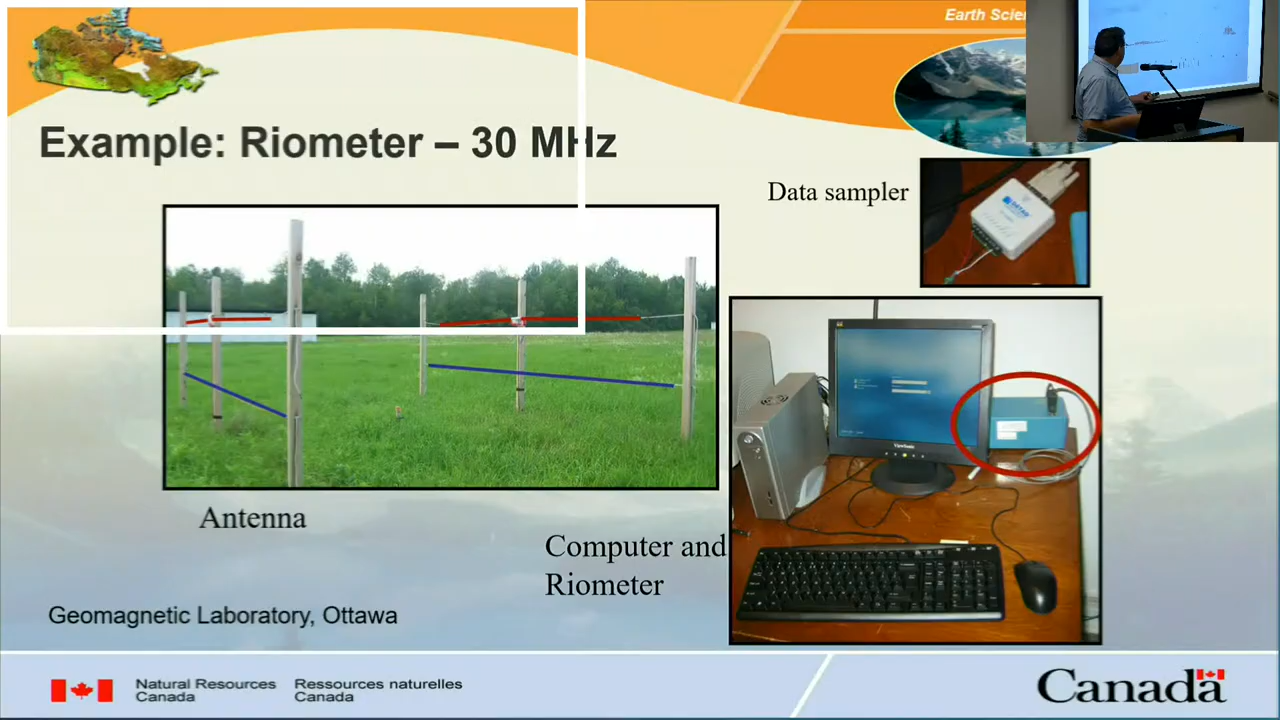 Earth
Example: Riometer – 30 MHz
Data sampler
Antenna
Computer and
Riometer
Geomagnetic Laboratory, Ottawa
Natural Resources
Canada
Ressources naturelles
Canada
Canada